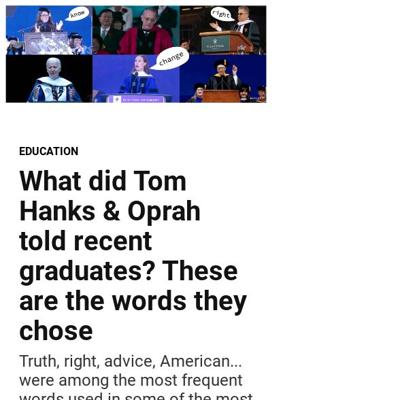 know
right
change
EDUCATION
What did Tom
Hanks & Oprah
told recent
graduates? These
are the words they
chose
Truth, right, advice, American...
were among the most frequent
words used in some of the most